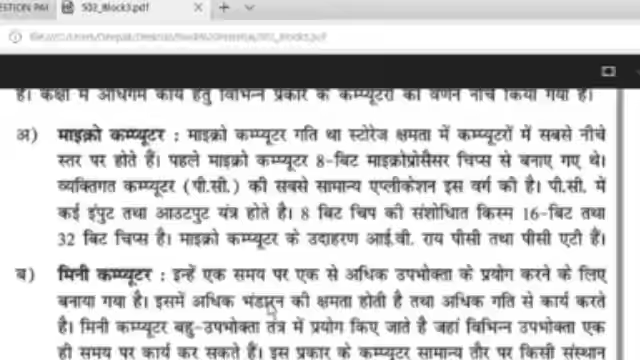 ESTION PAI
503_Block3.pdf
है। कक्षा में अधिगम कार्य हेतु विभिन्न प्रकार के कम्प्यूटरों का वर्णन नीचे किया गया है।
अ) माइक्रो कम्प्यूटर : माइक्रो कम्प्यूटर गति था स्टोरेज क्षमता में कम्प्यूटरों में सबसे नीचे
स्तर पर होते हैं। पहले माइक्रो कम्प्यूटर 8-बिट माइक्रोप्रोसैसर चिप्स से बनाए गए थे।
व्यक्तिगत कम्प्यूटर (पी.सी.) की सबसे सामान्य एप्लीकेशन इस वर्ग की है। पी.सी. में
कई इंपुट तथा आउटपुट यंत्र होते है। 8 बिट चिप की संशोधित किस्म 16-बिट तथा
32 बिट चिप्स है। माइक्रो कम्प्यूटर के उदाहरण आई.वी. राय पीसी तथा पीसी एटी हैं।
ब) मिनी कम्प्यूटर : इन्हें एक समय पर एक से अधिक उपभोक्ता के प्रयोग करने के लिए
बनाया गया है। इसमें अधिक भंडारन की क्षमता होती है तथा अधिक गति से कार्य करते
है। मिनी कम्प्यूटर बहु-उपभोक्ता तंत्र में प्रयोग किए जाते है जहां विभिन्न उपभोक्ता एक
ही समय पर कार्य कर सकते हैं। इस प्रकार के कम्प्यूटर सामान्य तौर पर किसी संस्थान